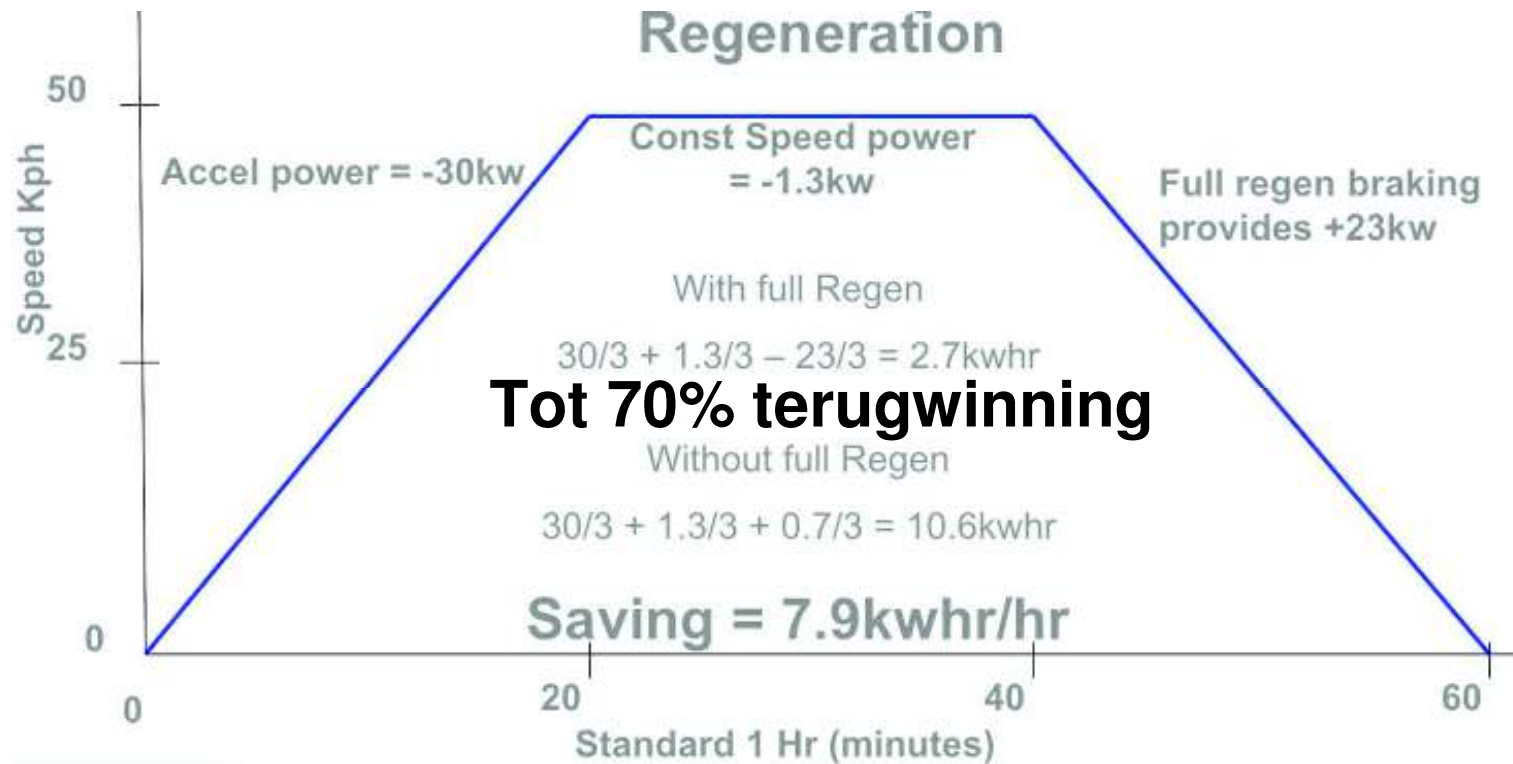 Regeneration
50
Const Speed power
= -1.3kw
Accel power = -30kw
Full regen braking
provides +23kw
Speed Kph
With full Regen
25
30/3 + 1.3/3 – 23/3 = 2.7kwhr
Tot 70% terugwinning
Without full Regen
30/3 + 1.3/3 + 0.7/3 = 10.6kwhr
Saving = 7.9kwhr/hr
0
0
20
40
60
Standard 1 Hr (minutes)